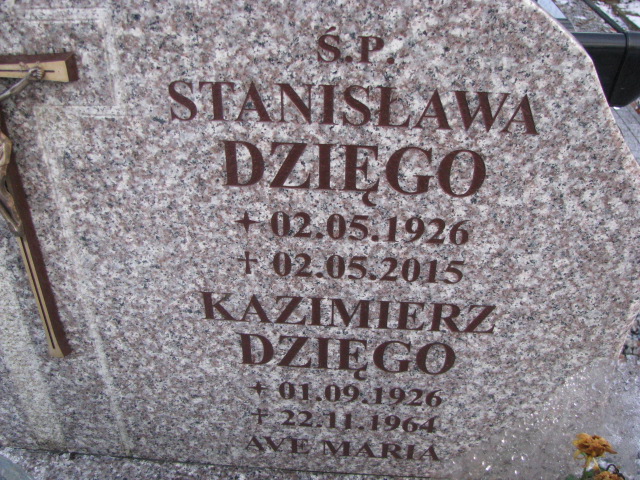 Ś.P.
STANISŁAWA
DZIĘGO
+ 02.05.1926
† 02.05.2015
KAZIMIERZ
DZIĘGO
+ 01.09.1926
† 22.11.1964
AVE MARIA